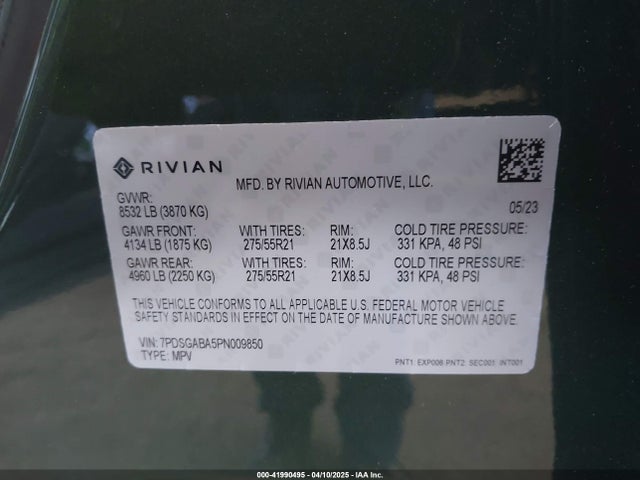 RIVIAN
MFD. BY RIVIAN AUTOMOTIVE, LLC.
GVWR:
8532 LB (3870 KG)
05/23
GAWR FRONT: WITH TIRES: RIM: COLD TIRE PRESSURE:
4134 LB (1875 KG) 275/55R21 21X8.5J 331 KPA, 48 PSI
GAWR REAR: WITH TIRES: RIM: COLD TIRE PRESSURE:
4960 LB (2250 KG) 275/55R21 21X8.5J 331 KPA, 48 PSI
THIS VEHICLE CONFORMS TO ALL APPLICABLE U.S. FEDERAL MOTOR VEHICLE
SAFETY STANDARDS IN EFFECT ON THE DATE OF MANUFACTURE SHOWN ABOVE.
VIN: 7PDSGABA5PN009850
TYPE: MPV
PNT1: EXP006 PNT2: SEC001 INT001
000-41990495 - 04/10/2025 - IAA Inc.